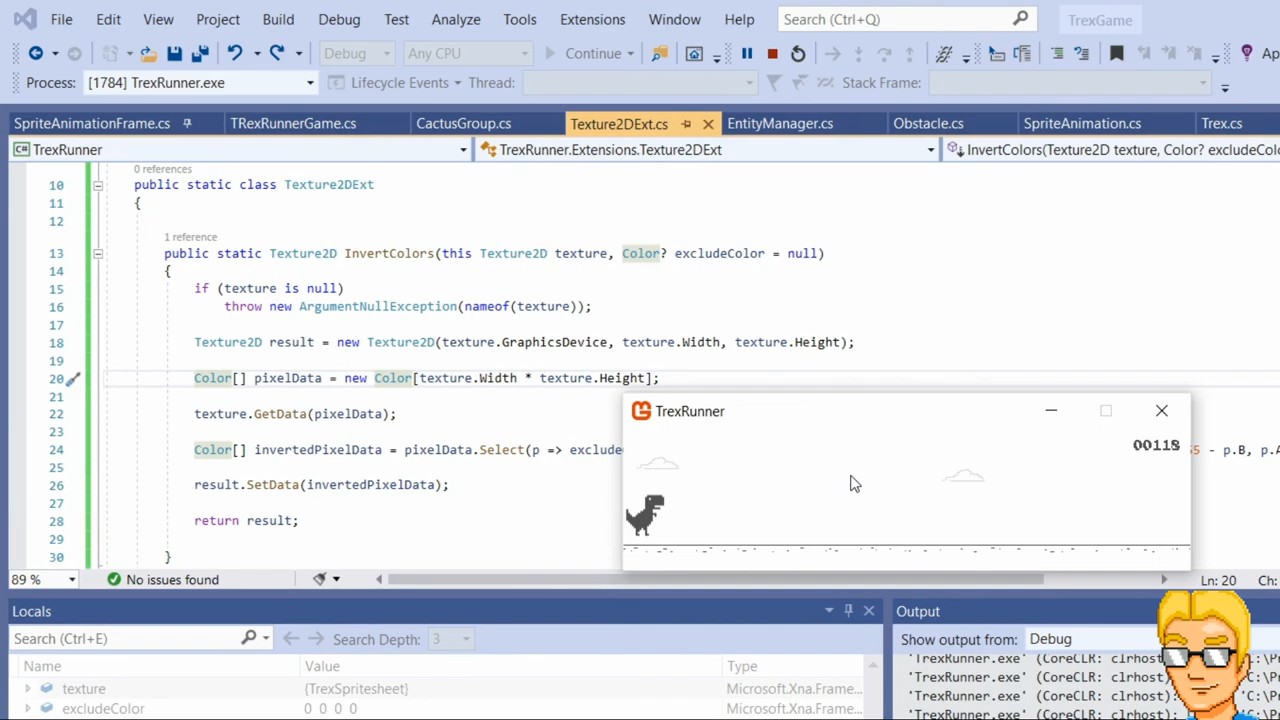 File Edit View Project Build Debug Test Analyze Tools Extensions Window Help Search (Ctrl+Q) TrexGame
Debug Any CPU Continue
Process: [1784] TrexRunner.exe Lifecycle Events Thread: Stack Frame:
SpriteAnimationFrame.cs TRexRunnerGame.cs CactusGroup.cs Texture2DExt.cs EntityManager.cs Obstacle.cs SpriteAnimation.cs Trex.cs
C# TrexRunner TrexRunner.Extensions.Texture2DExt InvertColors(Texture2D texture, Color? excludeColo
0 references
10 public static class Texture2DExt
11 {
12
1 reference
13 public static Texture2D InvertColors(this Texture2D texture, Color? excludeColor = null)
14 {
15 if (texture is null)
16 throw new ArgumentNullException(nameof(texture));
17
18 Texture2D result = new Texture2D(texture.GraphicsDevice, texture.Width, texture.Height);
19
20 Color[] pixelData = new Color[texture.Width * texture.Height];
21
22 texture.GetData(pixelData);
23
24 Color[] invertedPixelData = pixelData.Select(p => exclude 55 - p.B, p.A
25
26 result.SetData(invertedPixelData);
27
28 return result;
29
30 }
TrexRunner
00118
89 % No issues found Ln: 20 Ch:
Locals
Search (Ctrl+E) Search Depth: 3
Name Value Type
texture {TrexSpritesheet} Microsoft.Xna.Frame...
excludeColor 0 0 0 0 Microsoft.Xna.Frame...
Output
Show output from: Debug
'TrexRunner.exe' (CoreCLR: clrhost
'TrexRunner.exe' (CoreCLR: clrhost
'TrexRunner.exe' (CoreCLR: clrhost
'TrexRunner.exe' (CoreCLR: clrhost): 'C:\Pr